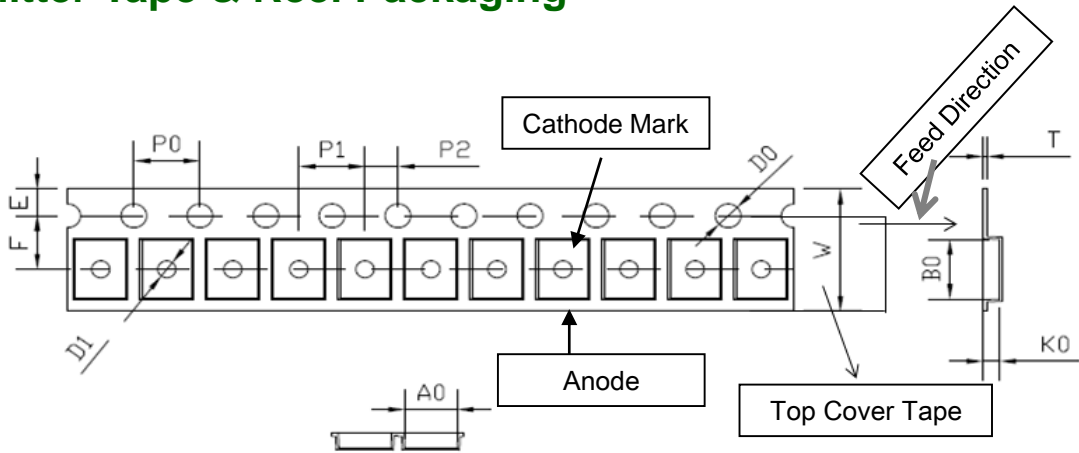 itter Tape & Reel Packaging
Feed Direction
Cathode Mark
P0
P1
P2
D0
T
E
F
W
B0
D1
K0
Anode
A0
Top Cover Tape